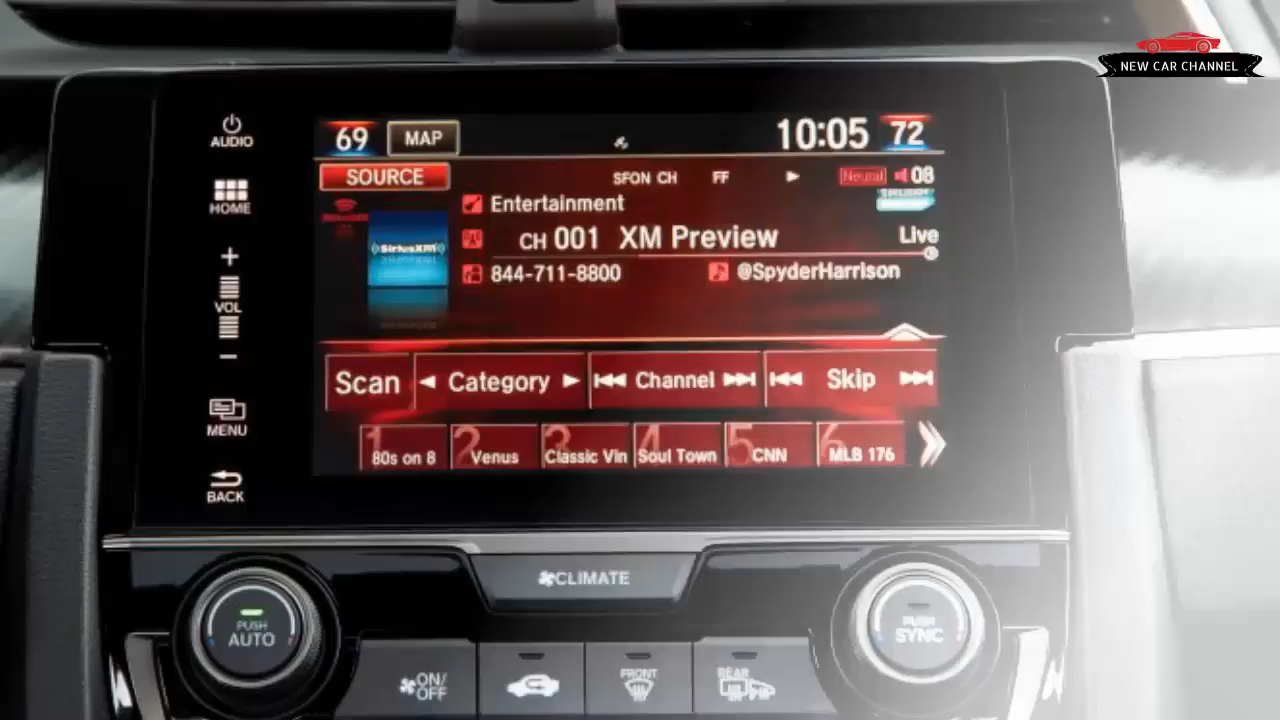 NEW CAR CHANNEL
AUDIO
69 MAP 10:05 72
SOURCE SFON CH FF Neural 08
HOME
Entertainment
SiriusXM CH 001 XM Preview Live
844-711-8800 @SpyderHarrison
+
VOL
−
Scan Category Channel Skip
MENU
1 80s on 8 2 Venus 3 Classic Vin 4 Soul Town 5 CNN 6 MLB 176
BACK
CLIMATE
PUSH AUTO
PUSH SYNC
ON/OFF
FRONT
REAR